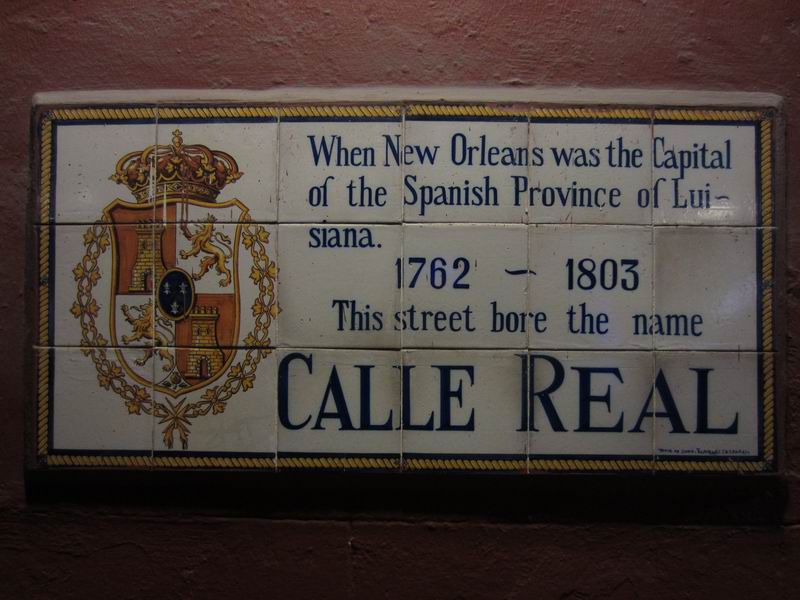 When New Orleans was the Capital
of the Spanish Province of Lui~
siana.
1762 ~ 1803
This street bore the name
CALLE REAL